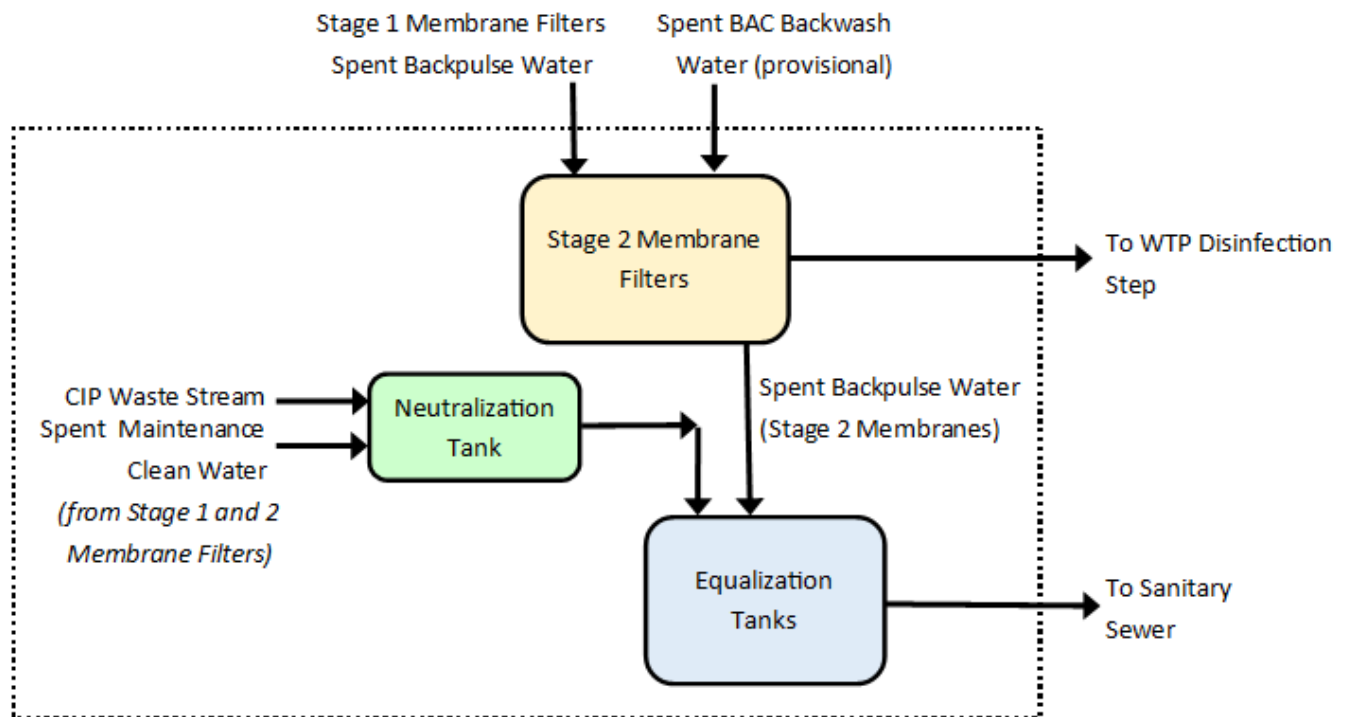 Stage 1 Membrane Filters
Spent Backpulse Water
Spent BAC Backwash
Water (provisional)
Stage 2 Membrane
Filters
To WTP Disinfection
Step
CIP Waste Stream
Spent Maintenance
Clean Water
(from Stage 1 and 2
Membrane Filters)
Neutralization
Tank
Spent Backpulse Water
(Stage 2 Membranes)
Equalization
Tanks
To Sanitary
Sewer